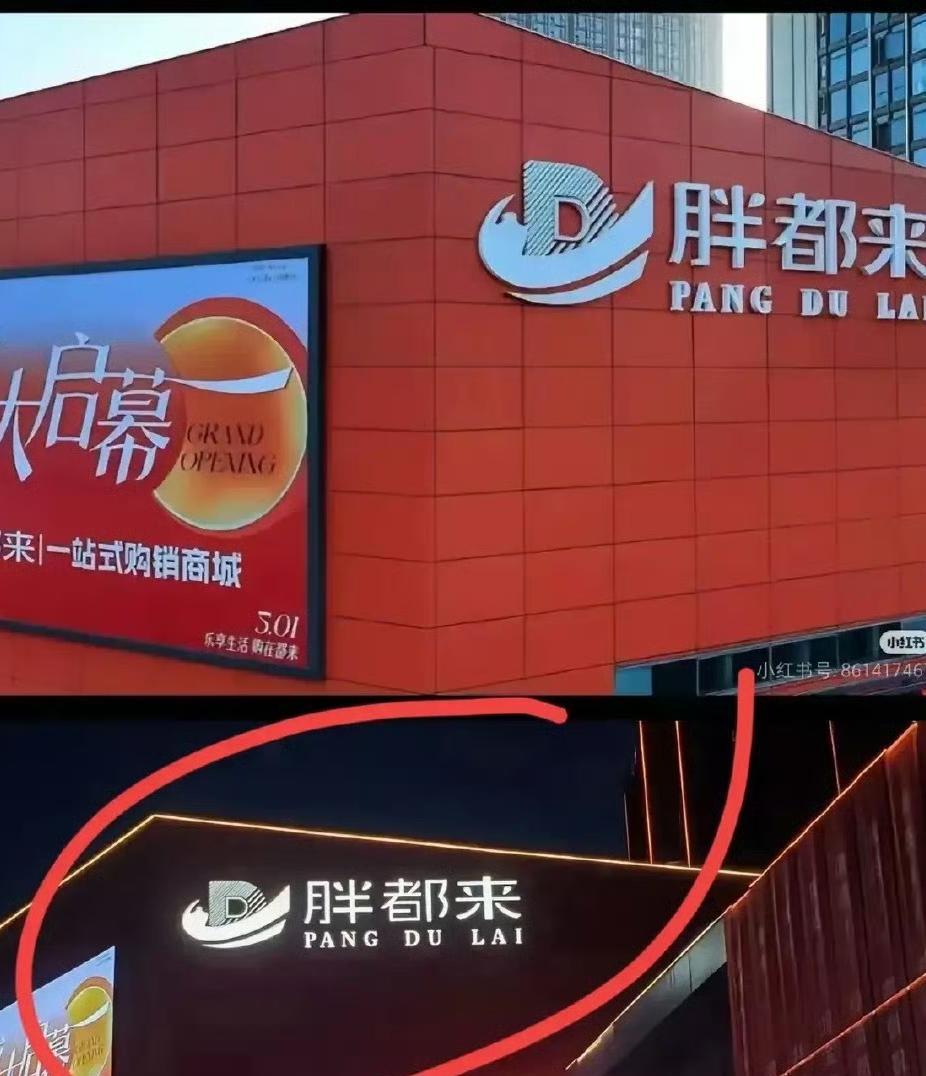 胖都来
PANG DU LAI
大启幕
GRAND
OPENING
来|一站式购销商城
5.01
乐享生活 购在都来
小红书
小红书号: 86141746
胖都来
PANG DU LAI
启幕